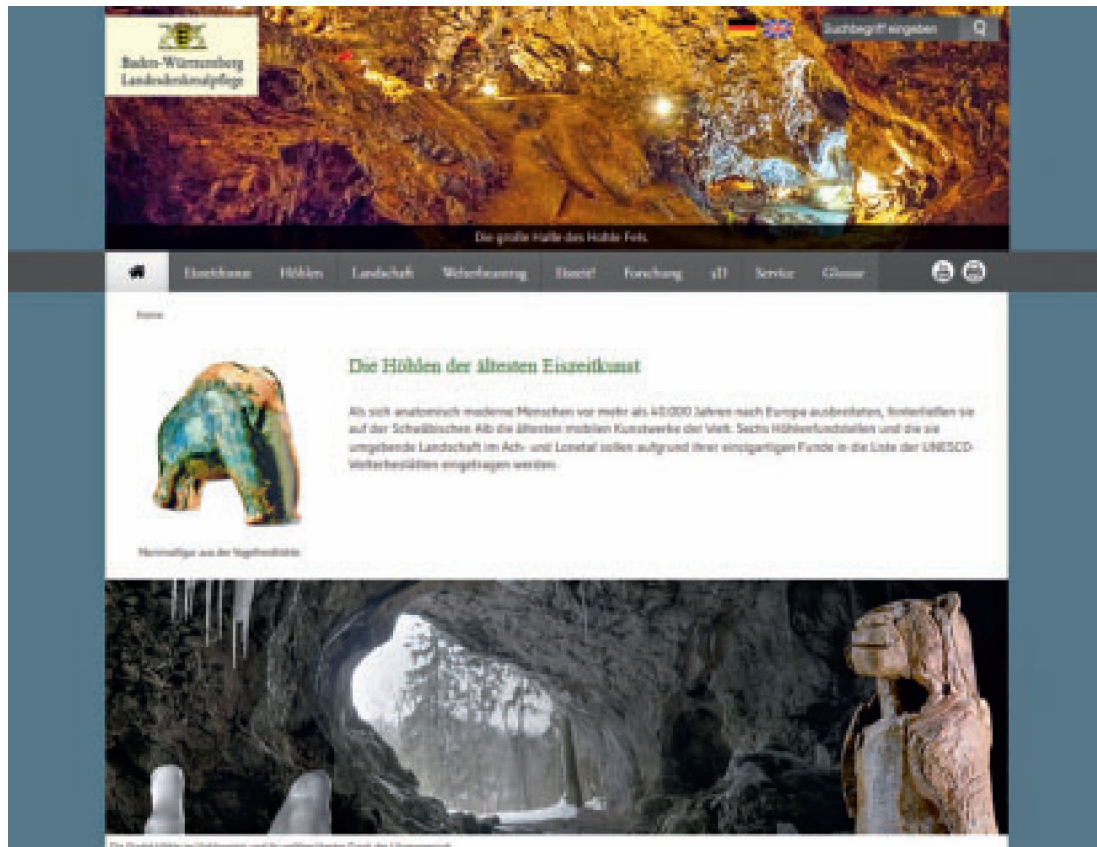 Baden-Württemberg
Landesdenkmalpflege
Suchbegriff eingeben
Die große Halle des Hohle Fels.
Eiszeitkunst Höhlen Landschaft Welterbeantrag Eiszeit! Forschung 3D Service Glossar
Home
Die Höhlen der ältesten Eiszeitkunst
Als sich anatomisch moderne Menschen vor mehr als 40.000 Jahren nach Europa ausbreiteten, hinterließen sie
auf der Schwäbischen Alb die ältesten mobilen Kunstwerke der Welt. Sechs Höhlenfundstellen und die sie
umgebende Landschaft im Ach- und Lonetal sollen aufgrund ihrer einzigartigen Funde in die Liste der UNESCO-
Welterbestätten eingetragen werden.
Mammutfigur aus der Vogelherdhöhle